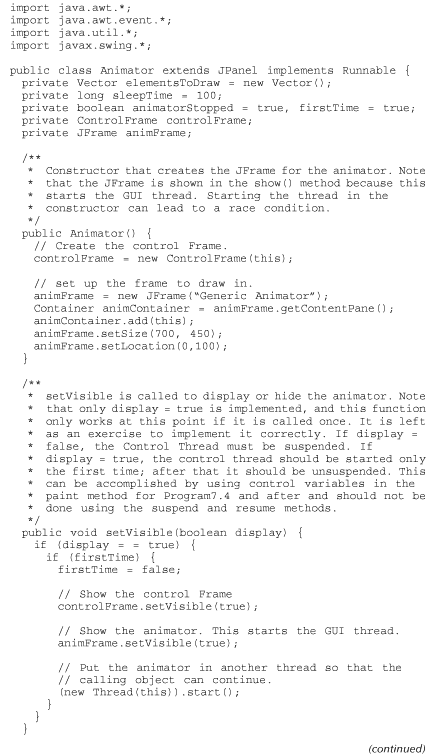 import java.awt.*;
import java.awt.event.*;
import java.util.*;
import javax.swing.*;

public class Animator extends JPanel implements Runnable {
  private Vector elementsToDraw = new Vector();
  private long sleepTime = 100;
  private boolean animatorStopped = true, firstTime = true;
  private ControlFrame controlFrame;
  private JFrame animFrame;

  /**
   *  Constructor that creates the JFrame for the animator. Note
   *  that the JFrame is shown in the show() method because this
   *  starts the GUI thread. Starting the thread in the
   *  constructor can lead to a race condition.
   */
  public Animator() {
    // Create the control Frame.
    controlFrame = new ControlFrame(this);

    // set up the frame to draw in.
    animFrame = new JFrame(“Generic Animator”);
    Container animContainer = animFrame.getContentPane();
    animContainer.add(this);
    animFrame.setSize(700, 450);
    animFrame.setLocation(0,100);
  }

  /**
   *  setVisible is called to display or hide the animator. Note
   *  that only display = true is implemented, and this function
   *  only works at this point if it is called once. It is left
   *  as an exercise to implement it correctly. If display =
   *  false, the Control Thread must be suspended. If
   *  display = true, the control thread should be started only
   *  the first time; after that it should be unsuspended. This
   *  can be accomplished by using control variables in the
   *  paint method for Program7.4 and after and should not be
   *  done using the suspend and resume methods.
   */
  public void setVisible(boolean display) {
    if (display = = true) {
      if (firstTime) {
        firstTime = false;

        // Show the control Frame
        controlFrame.setVisible(true);

        // Show the animator. This starts the GUI thread.
        animFrame.setVisible(true);

        // Put the animator in another thread so that the
        // calling object can continue.
        (new Thread(this)).start();
      }
    }
  }
(continued)